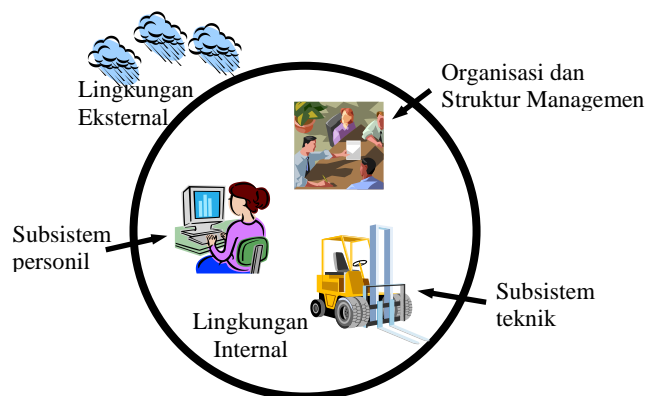 Lingkungan
Eksternal
Organisasi dan
Struktur Managemen
Subsistem
personil
Subsistem
teknik
Lingkungan
Internal